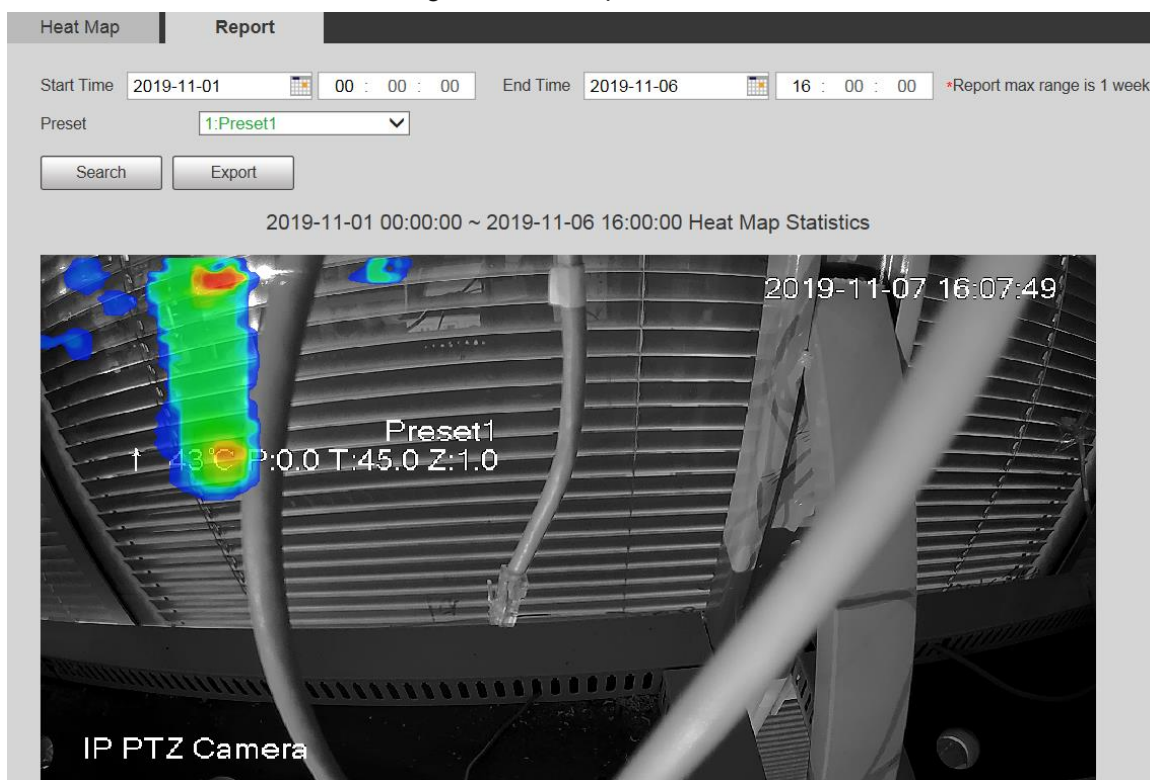 Heat Map Report
Start Time 2019-11-01 00 : 00 : 00 End Time 2019-11-06 16 : 00 : 00 *Report max range is 1 week
Preset 1:Preset1
Search Export
2019-11-01 00:00:00 ~ 2019-11-06 16:00:00 Heat Map Statistics
2019-11-07 16:07:49
Preset1
↑ 43℃ P:0.0 T:45.0 Z:1.0
IP PTZ Camera